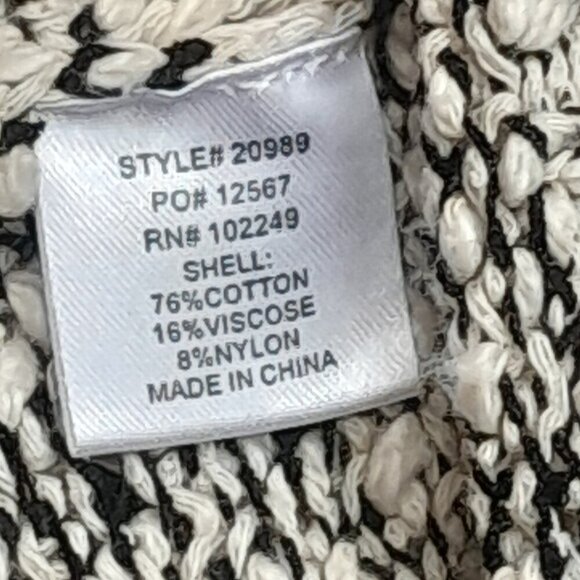 STYLE# 20989
PO# 12567
RN# 102249
SHELL:
76%COTTON
16%VISCOSE
8%NYLON
MADE IN CHINA